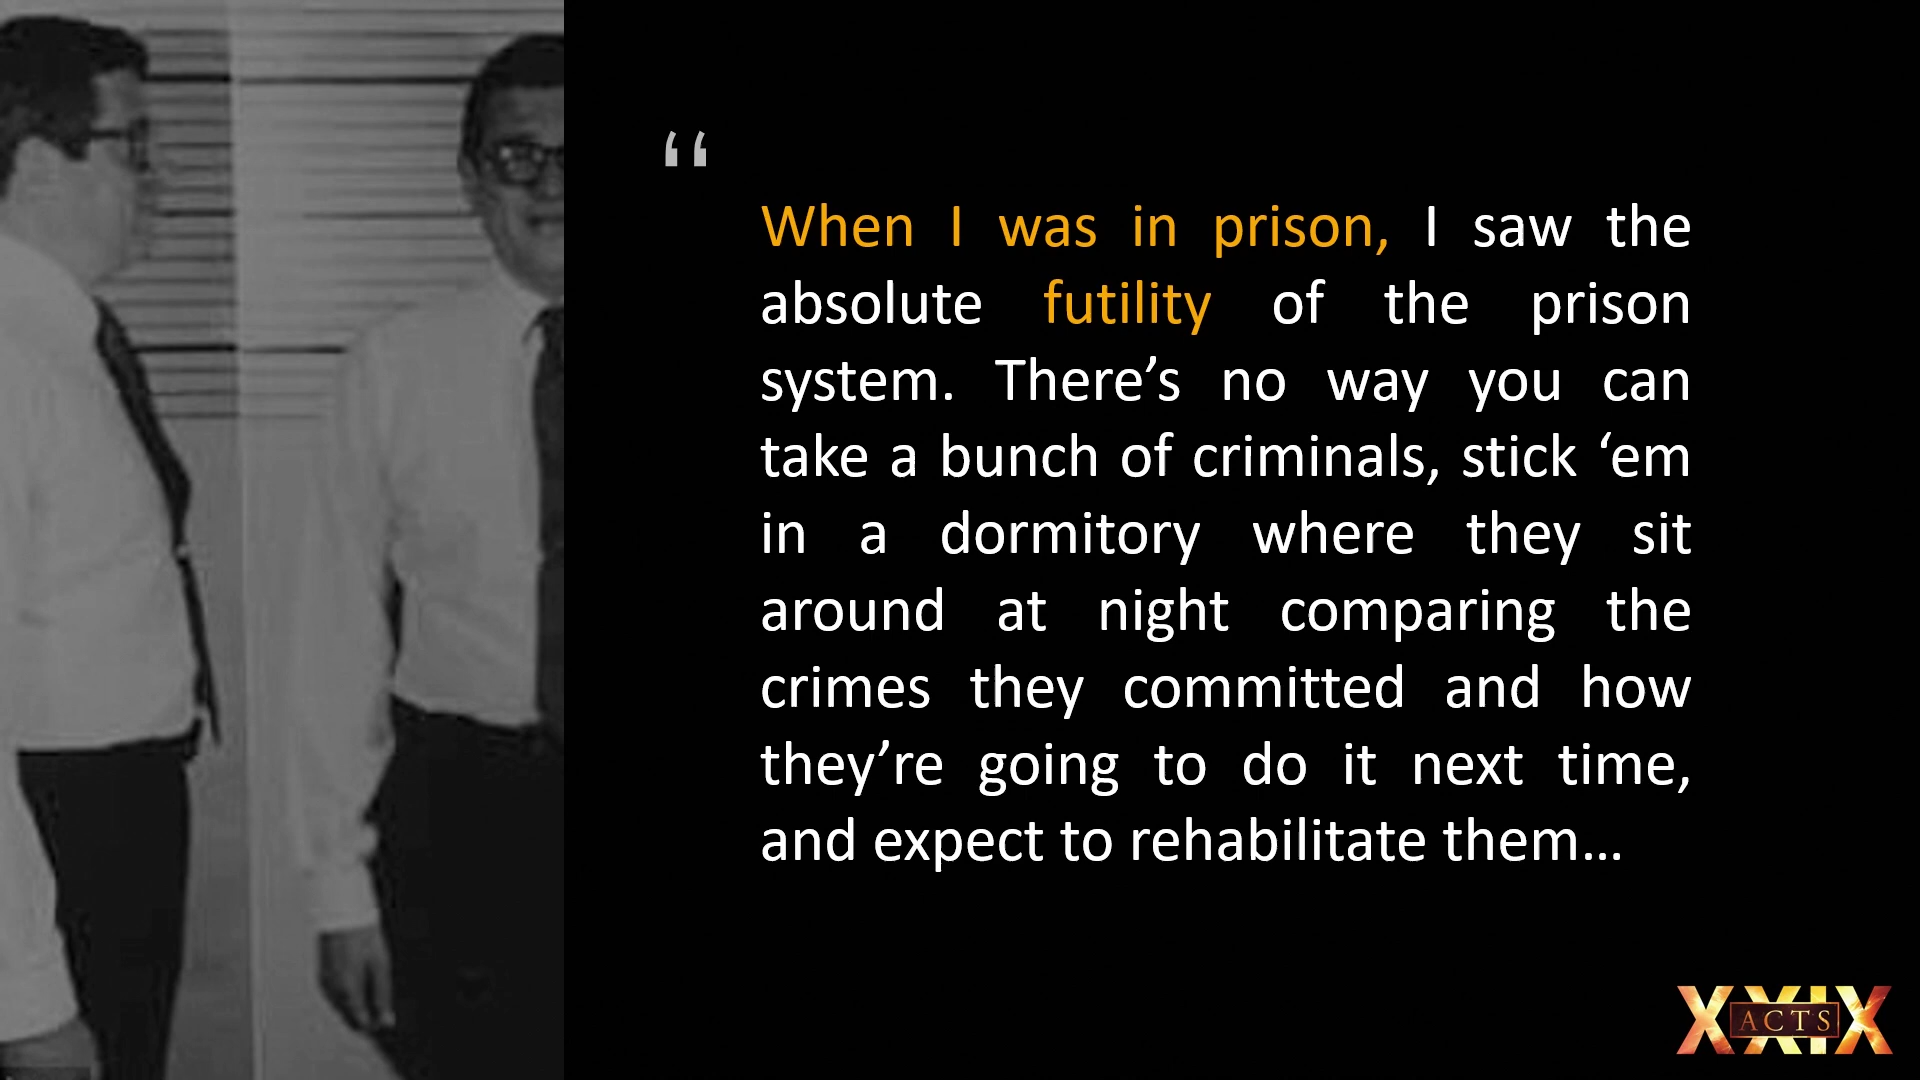 “
When I was in prison, I saw the
absolute futility of the prison
system. There’s no way you can
take a bunch of criminals, stick ‘em
in a dormitory where they sit
around at night comparing the
crimes they committed and how
they’re going to do it next time,
and expect to rehabilitate them…
XXIX
ACTS